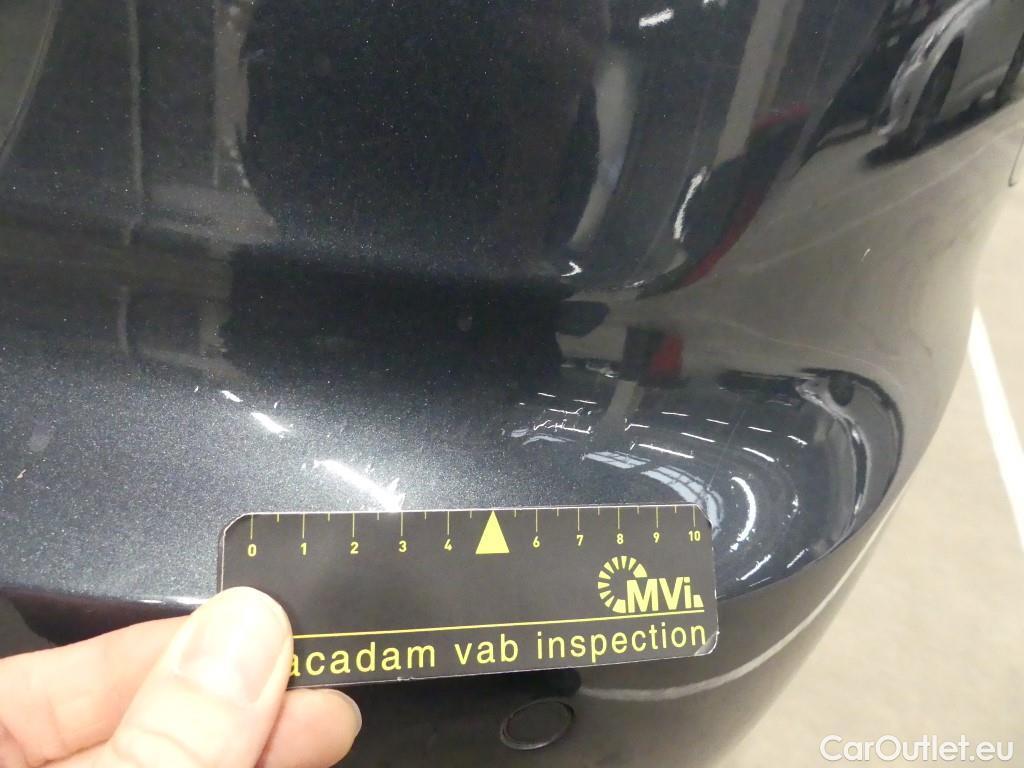 0 1 2 3 4 6 7 8 9 10
MVi
acadam vab inspection
CarOutlet.eu